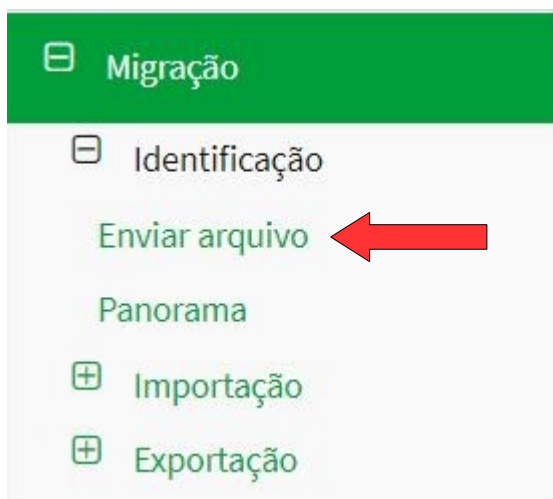 Migração
Identificação
Enviar arquivo
Panorama
Importação
Exportação